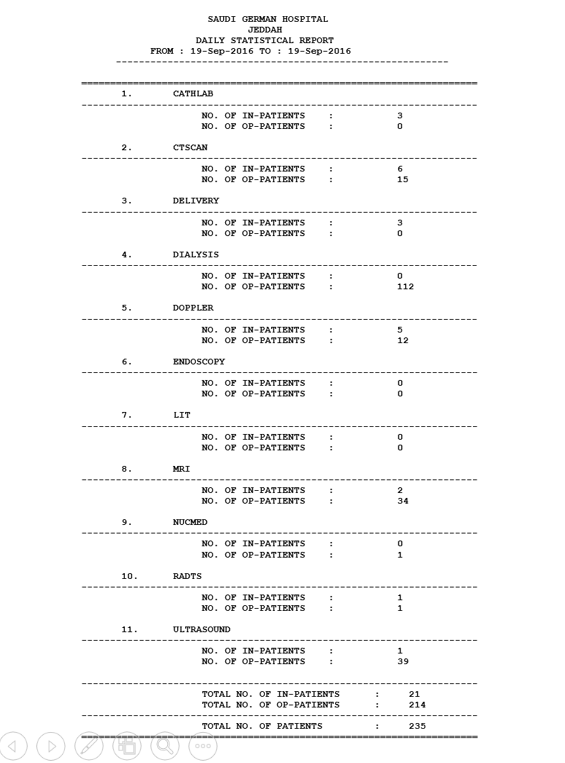 SAUDI GERMAN HOSPITAL
JEDDAH
DAILY STATISTICAL REPORT
FROM : 19-Sep-2016 TO : 19-Sep-2016
1. CATHLAB
NO. OF IN-PATIENTS : 3
NO. OF OP-PATIENTS : 0
2. CTSCAN
NO. OF IN-PATIENTS : 6
NO. OF OP-PATIENTS : 15
3. DELIVERY
NO. OF IN-PATIENTS : 3
NO. OF OP-PATIENTS : 0
4. DIALYSIS
NO. OF IN-PATIENTS : 0
NO. OF OP-PATIENTS : 112
5. DOPPLER
NO. OF IN-PATIENTS : 5
NO. OF OP-PATIENTS : 12
6. ENDOSCOPY
NO. OF IN-PATIENTS : 0
NO. OF OP-PATIENTS : 0
7. LIT
NO. OF IN-PATIENTS : 0
NO. OF OP-PATIENTS : 0
8. MRI
NO. OF IN-PATIENTS : 2
NO. OF OP-PATIENTS : 34
9. NUCMED
NO. OF IN-PATIENTS : 0
NO. OF OP-PATIENTS : 1
10. RADTS
NO. OF IN-PATIENTS : 1
NO. OF OP-PATIENTS : 1
11. ULTRASOUND
NO. OF IN-PATIENTS : 1
NO. OF OP-PATIENTS : 39
TOTAL NO. OF IN-PATIENTS : 21
TOTAL NO. OF OP-PATIENTS : 214
TOTAL NO. OF PATIENTS : 235